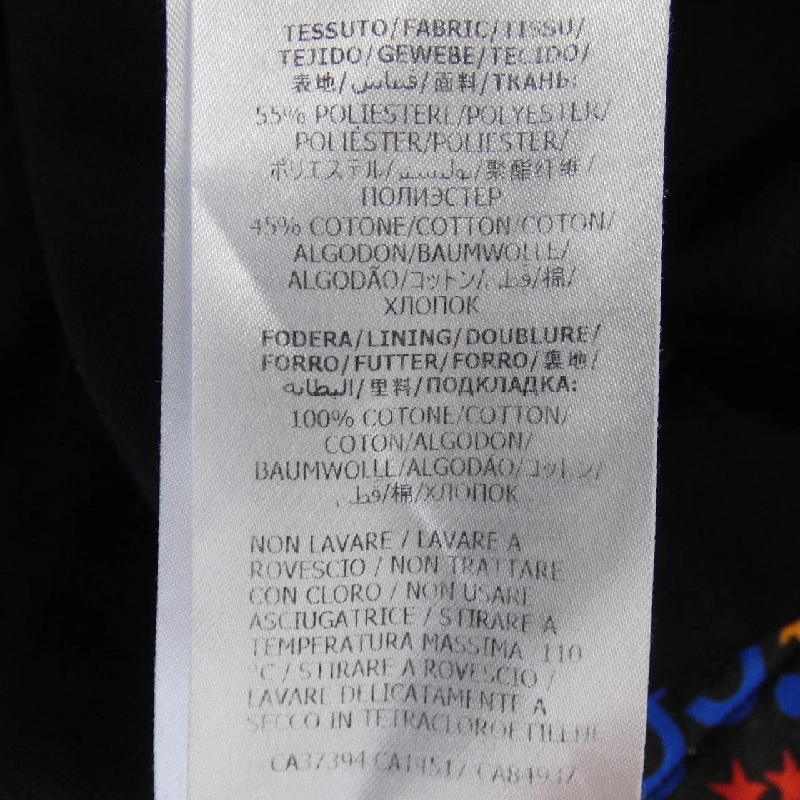 TESSUTO/FABRIC/TISSU/
TEJIDO/GEWEBE/TECIDO/
表地/قماش/面料/ТКАНЬ:
55% POLIESTERE/POLYESTER/
POLIÉSTER/POLIESTER/
ポリエステル/بوليستير/聚酯纤维/
ПОЛИЭСТЕР
45% COTONE/COTTON/COTON/
ALGODON/BAUMWOLLE/
ALGODÃO/コットン/قطن/棉/
ХЛОПОК
FODERA/LINING/DOUBLURE/
FORRO/FUTTER/FORRO/裏地/
البطانة/里料/ПОДКЛАДКА:
100% COTONE/COTTON/
COTON/ALGODON/
BAUMWOLLE/ALGODÃO/コットン/
قطن/棉/ХЛОПОК
NON LAVARE / LAVARE A
ROVESCIO / NON TRATTARE
CON CLORO / NON USARE
ASCIUGATRICE / STIRARE A
TEMPERATURA MASSIMA 110
°C / STIRARE A ROVESCIO /
LAVARE DELICATAMENTE A
SECCO IN TETRACLOROETILENE
CA37394 CA14517 CA84937